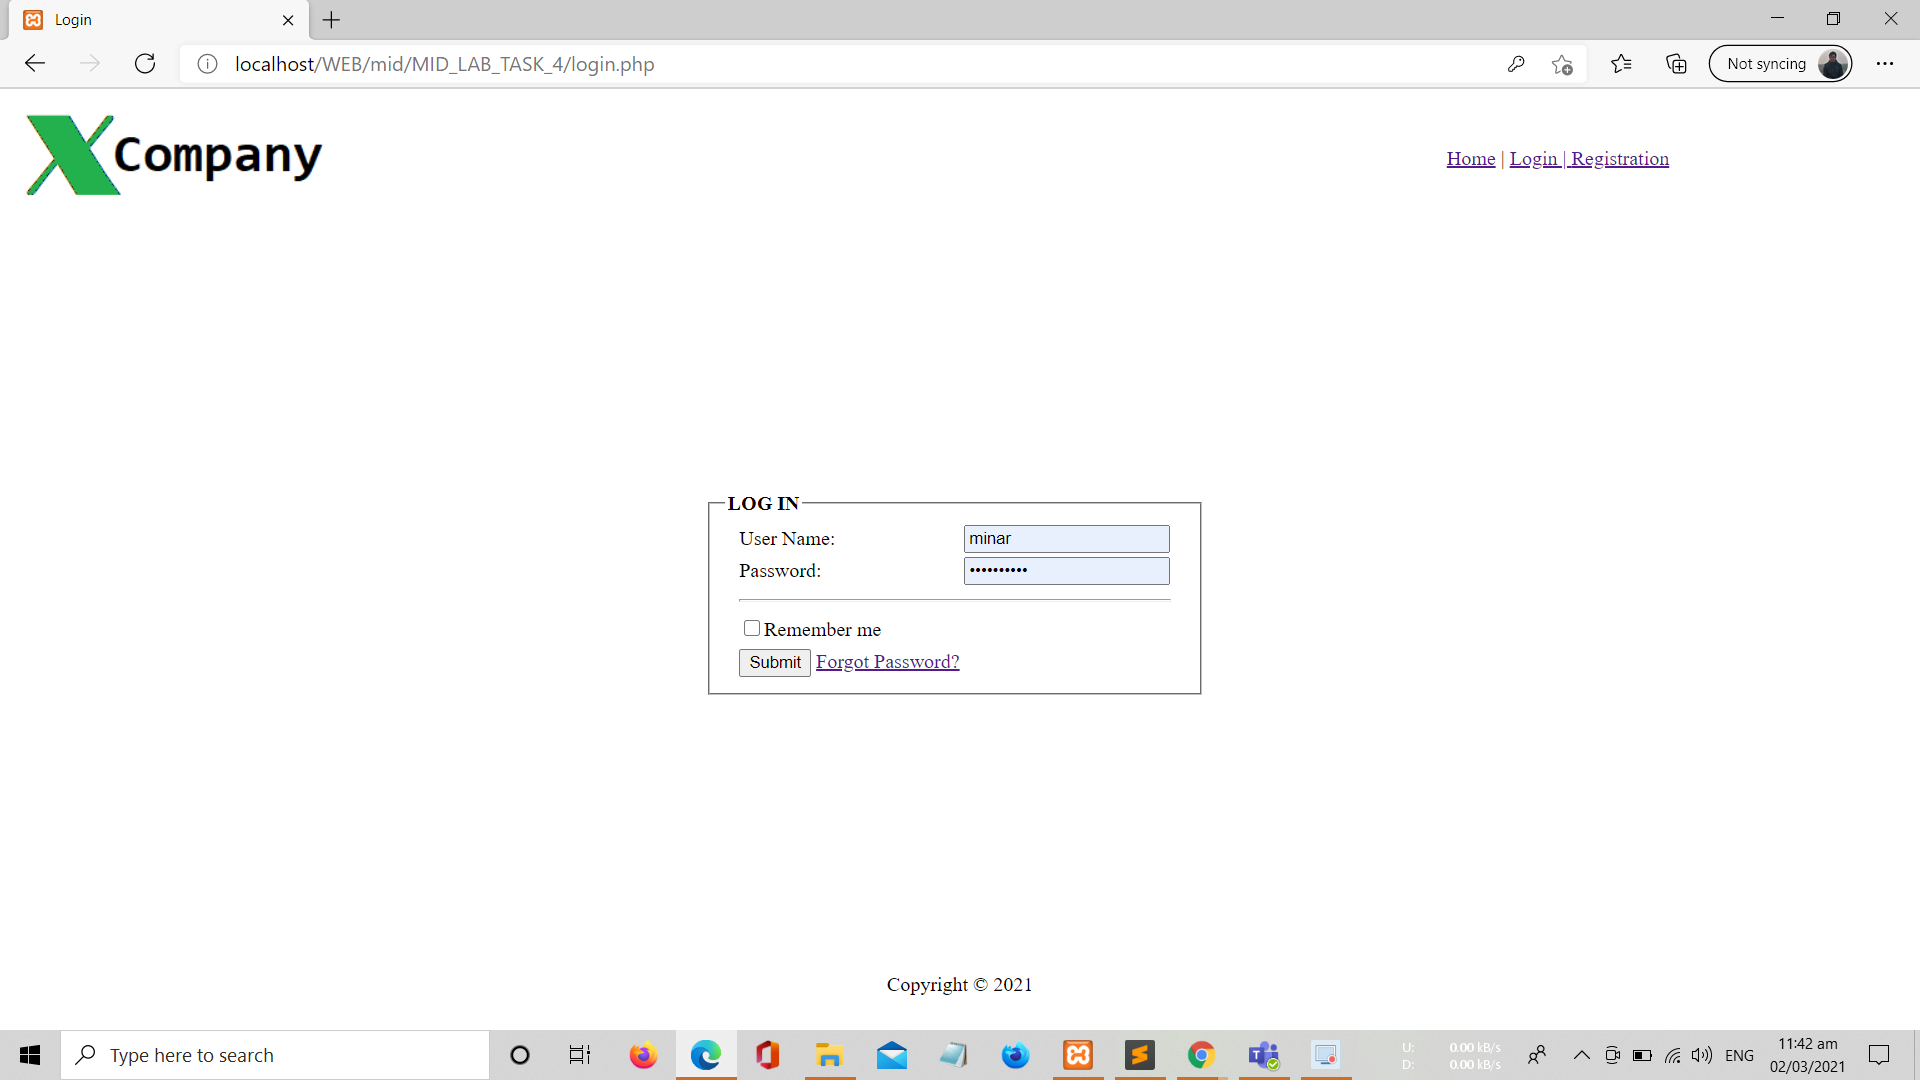 Login
localhost/WEB/mid/MID_LAB_TASK_4/login.php
Not syncing
X Company
Home | Login | Registration
LOG IN
User Name: minar
Password: ••••••••••
Remember me
Submit Forgot Password?
Copyright © 2021
Type here to search
U: 0.00 kB/s
D: 0.00 kB/s
ENG
11:42 am
02/03/2021